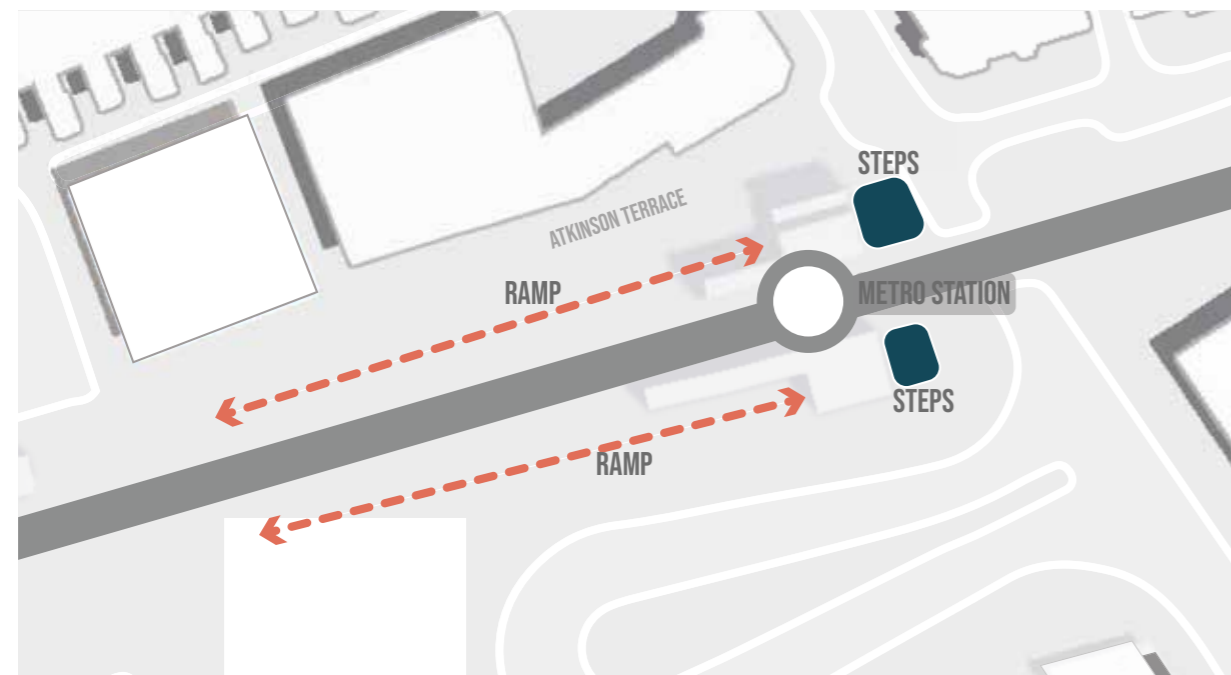 STEPS
ATKINSON TERRACE
RAMP
METRO STATION
STEPS
RAMP